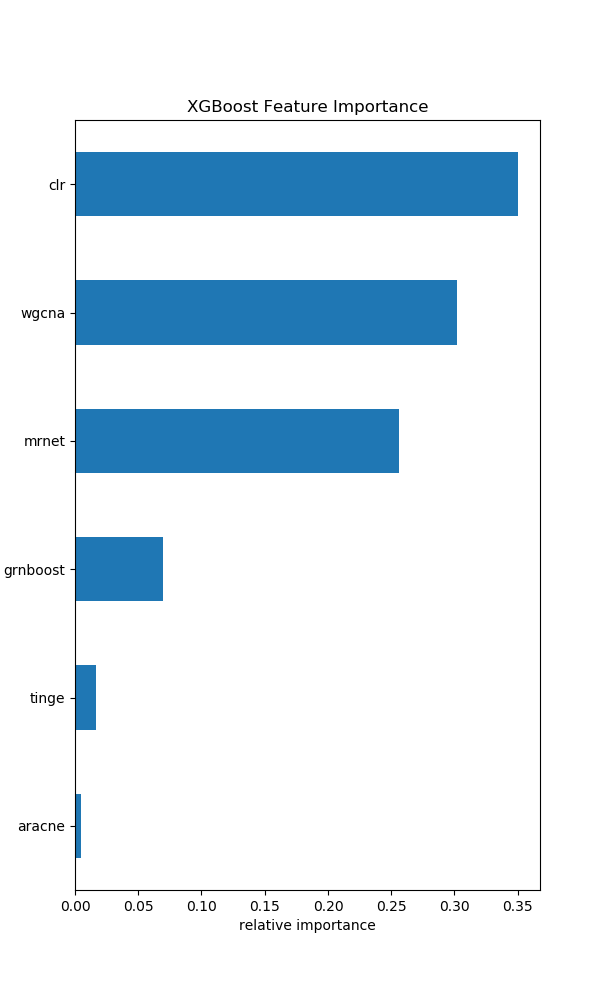 XGBoost Feature Importance
clr
wgcna
mrnet
grnboost
tinge
aracne
0.00 0.05 0.10 0.15 0.20 0.25 0.30 0.35
relative importance